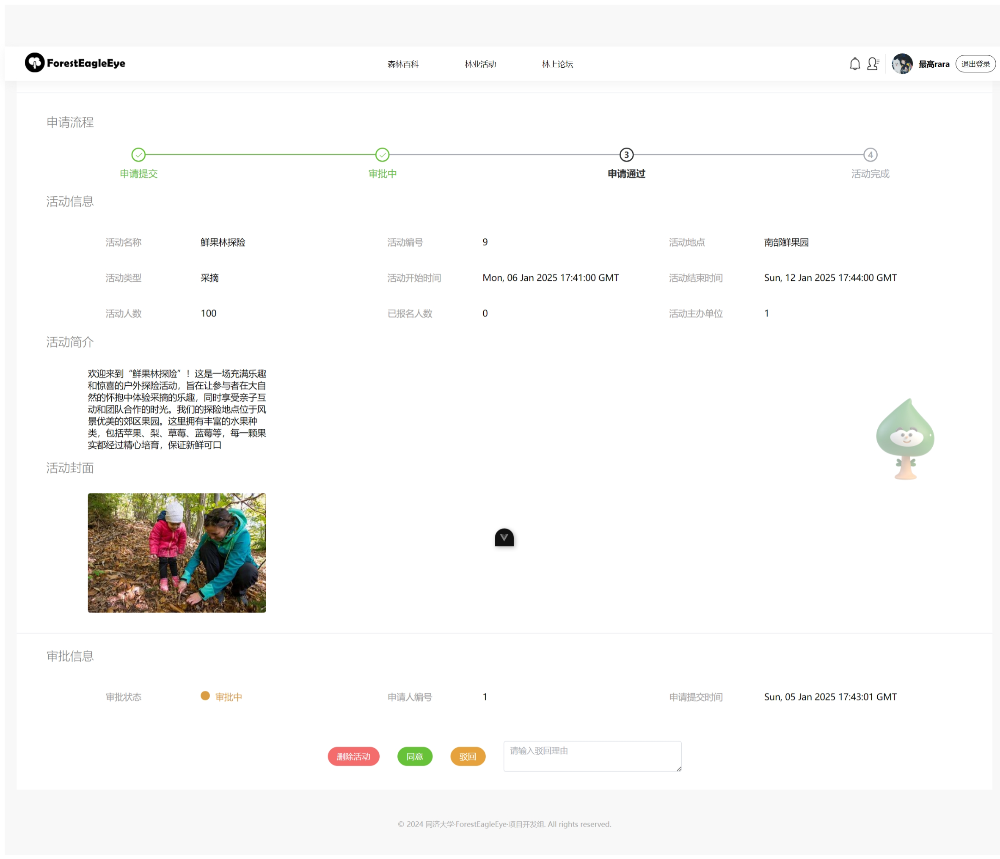 ForestEagleEye
森林百科
林业活动
林上论坛
最高rara
退出登录
申请流程
3
4
申请提交
审批中
申请通过
活动完成
活动信息
活动名称
鲜果林探险
活动编号
9
活动地点
南部鲜果园
活动类型
采摘
活动开始时间
Mon, 06 Jan 2025 17:41:00 GMT
活动结束时间
Sun, 12 Jan 2025 17:44:00 GMT
活动人数
100
已报名人数
0
活动主办单位
1
活动简介
欢迎来到“鲜果林探险”！这是一场充满乐趣
和惊喜的户外探险活动，旨在让参与者在大自
然的怀抱中体验采摘的乐趣，同时享受亲子互
动和团队合作的时光。我们的探险地点位于风
景优美的郊区果园。这里拥有丰富的水果种
类，包括苹果、梨、草莓、蓝莓等，每一颗果
实都经过精心培育，保证新鲜可口
活动封面
审批信息
审批状态
审批中
申请人编号
1
申请提交时间
Sun, 05 Jan 2025 17:43:01 GMT
删除活动
同意
驳回
请输入驳回理由
© 2024 同济大学·ForestEagleEye·项目开发组. All rights reserved.